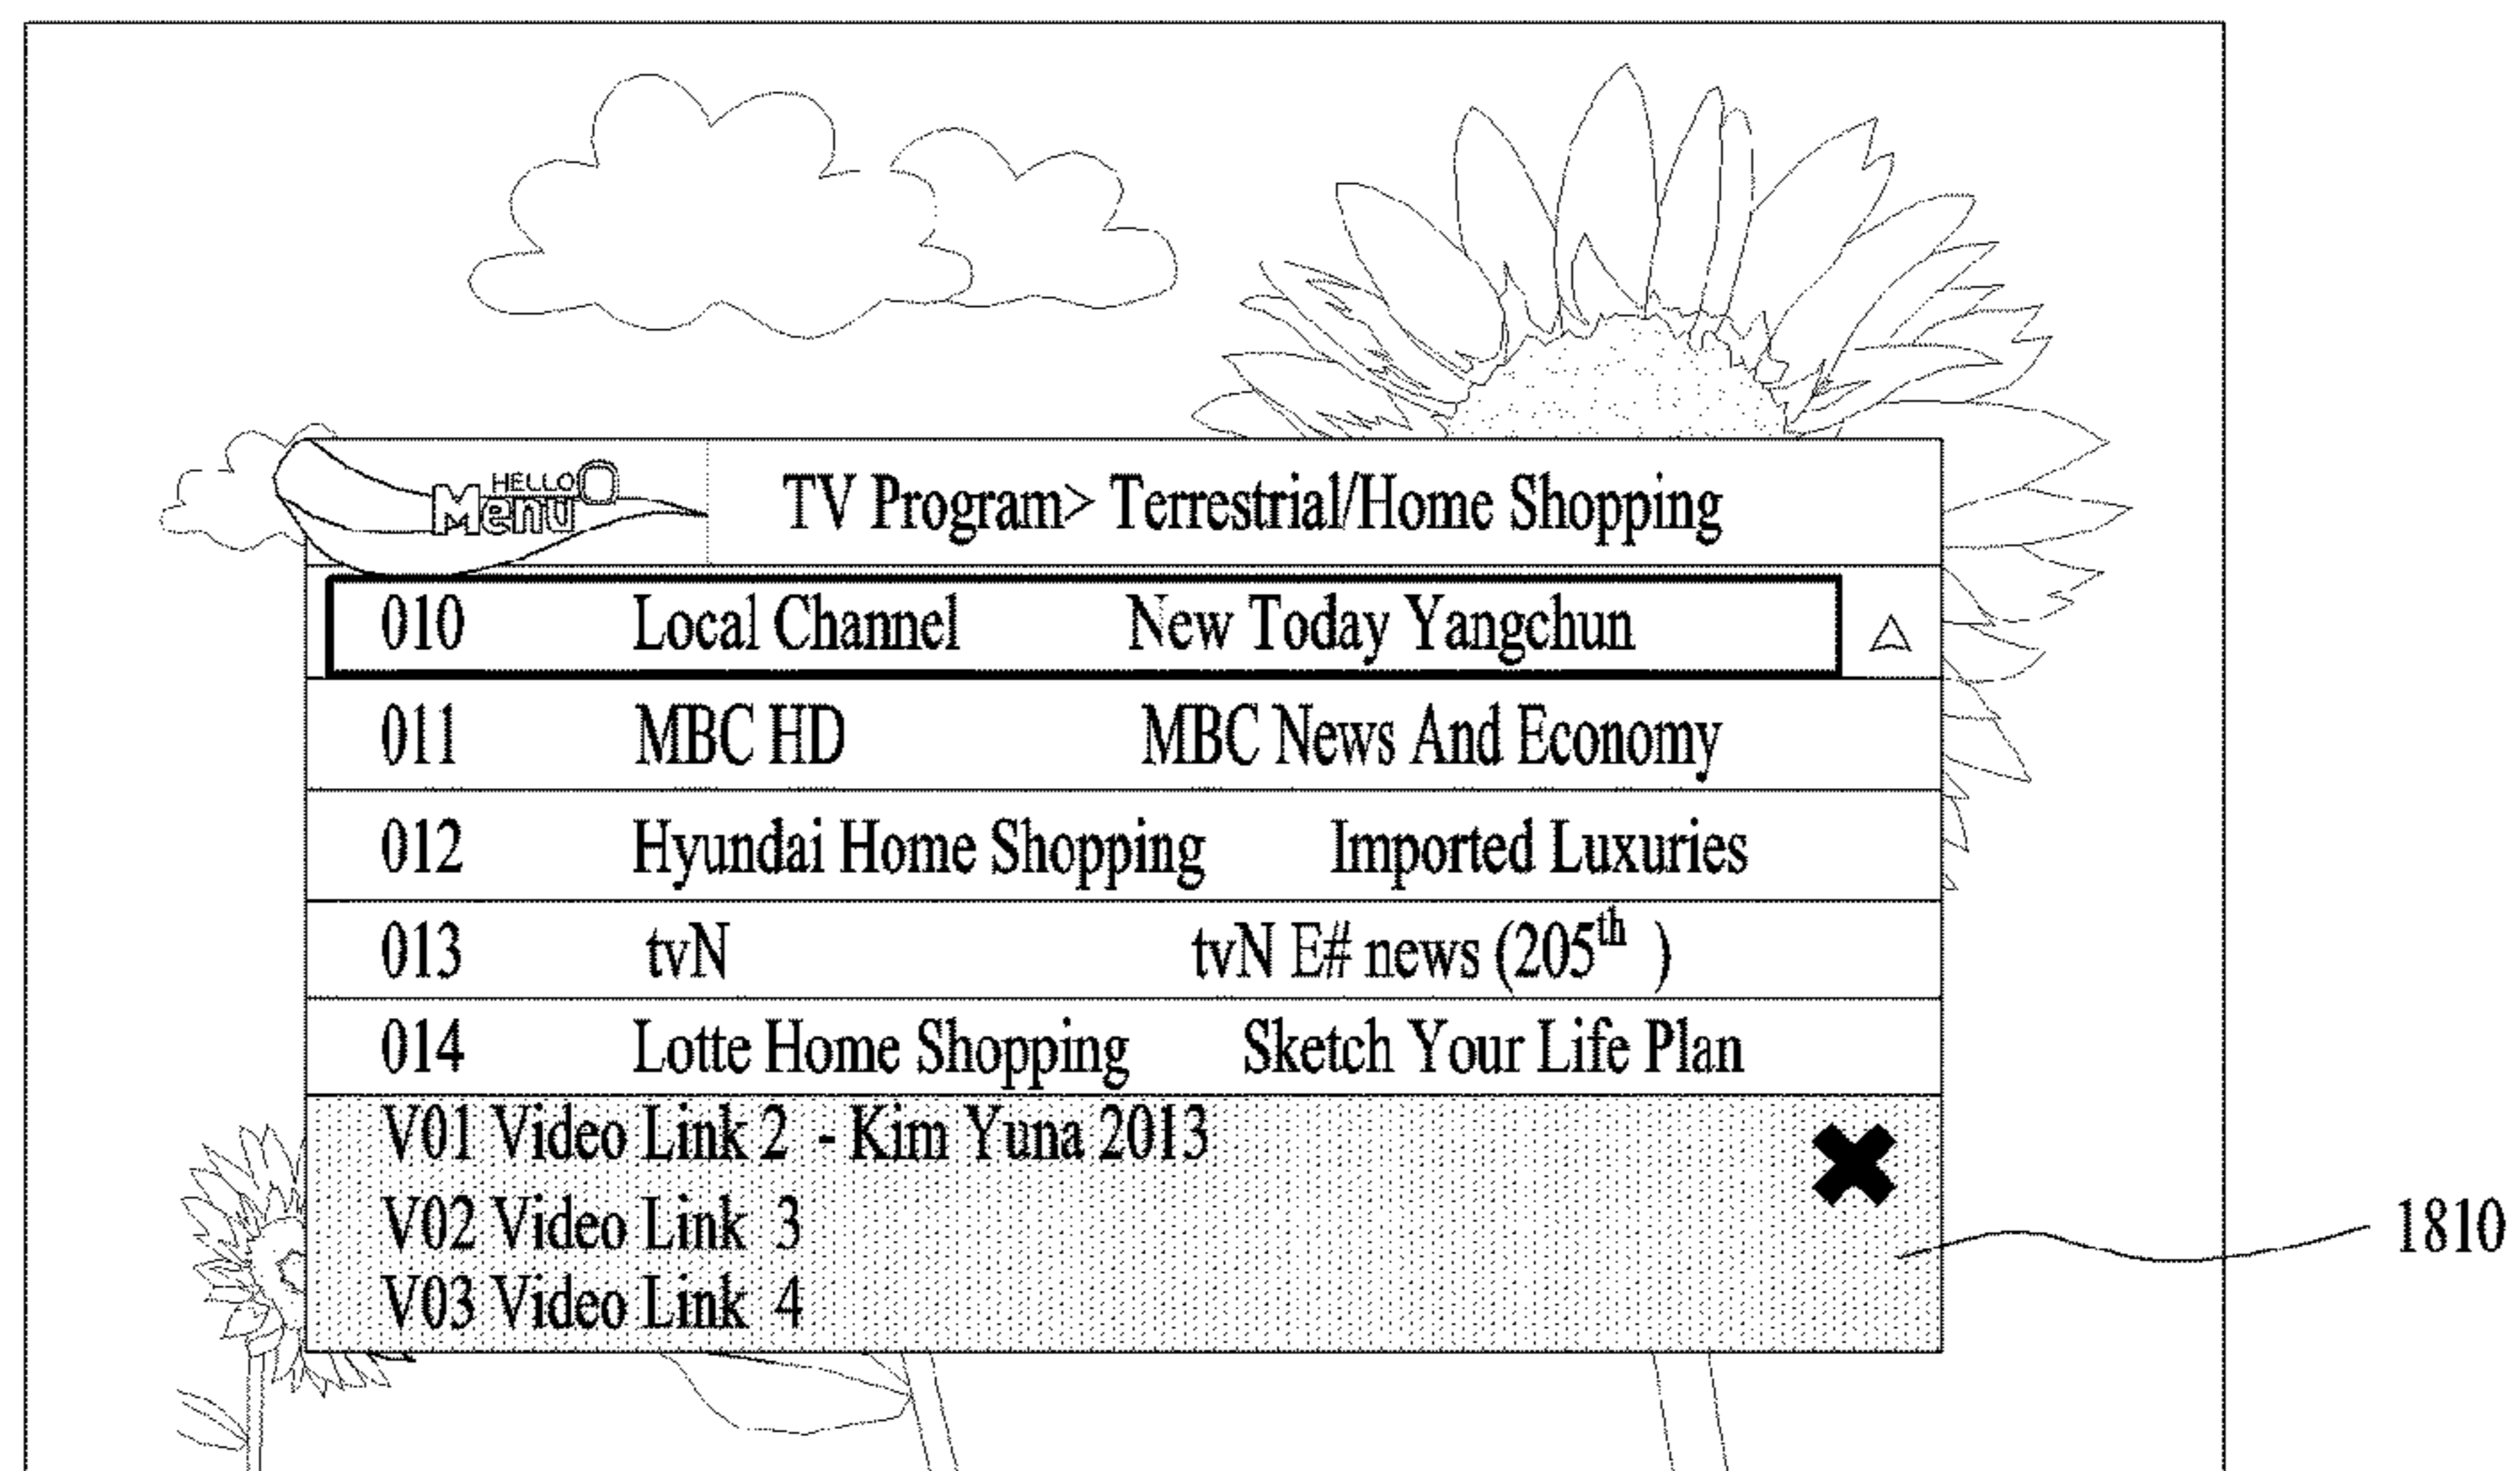 HELLO
Menu
TV Program> Terrestrial/Home Shopping
010 Local Channel New Today Yangchun
011 MBC HD MBC News And Economy
012 Hyundai Home Shopping Imported Luxuries
013 tvN tvN E# news (205th )
014 Lotte Home Shopping Sketch Your Life Plan
V01 Video Link 2 - Kim Yuna 2013
V02 Video Link 3
V03 Video Link 4
1810